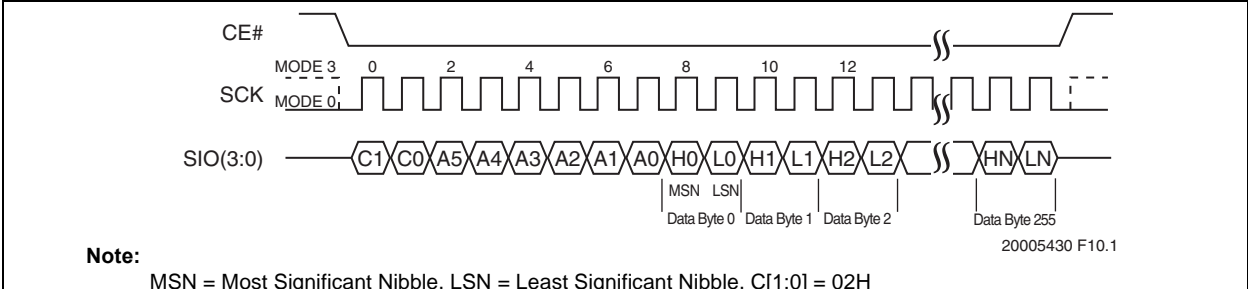 CE#
MODE 3 0 2 4 6 8 10 12
SCK MODE 0
SIO(3:0) C1 C0 A5 A4 A3 A2 A1 A0 H0 L0 H1 L1 H2 L2 HN LN
MSN LSN
Data Byte 0 Data Byte 1 Data Byte 2 Data Byte 255
20005430 F10.1
Note:
MSN = Most Significant Nibble, LSN = Least Significant Nibble, C[1:0] = 02H